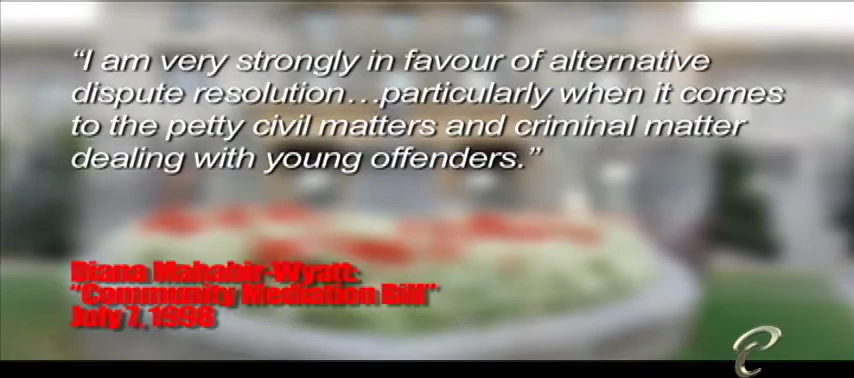 “I am very strongly in favour of alternative
dispute resolution…particularly when it comes
to the petty civil matters and criminal matter
dealing with young offenders.”
Diana Mahabir-Wyatt:
“Community Mediation Bill”
July 7, 1998